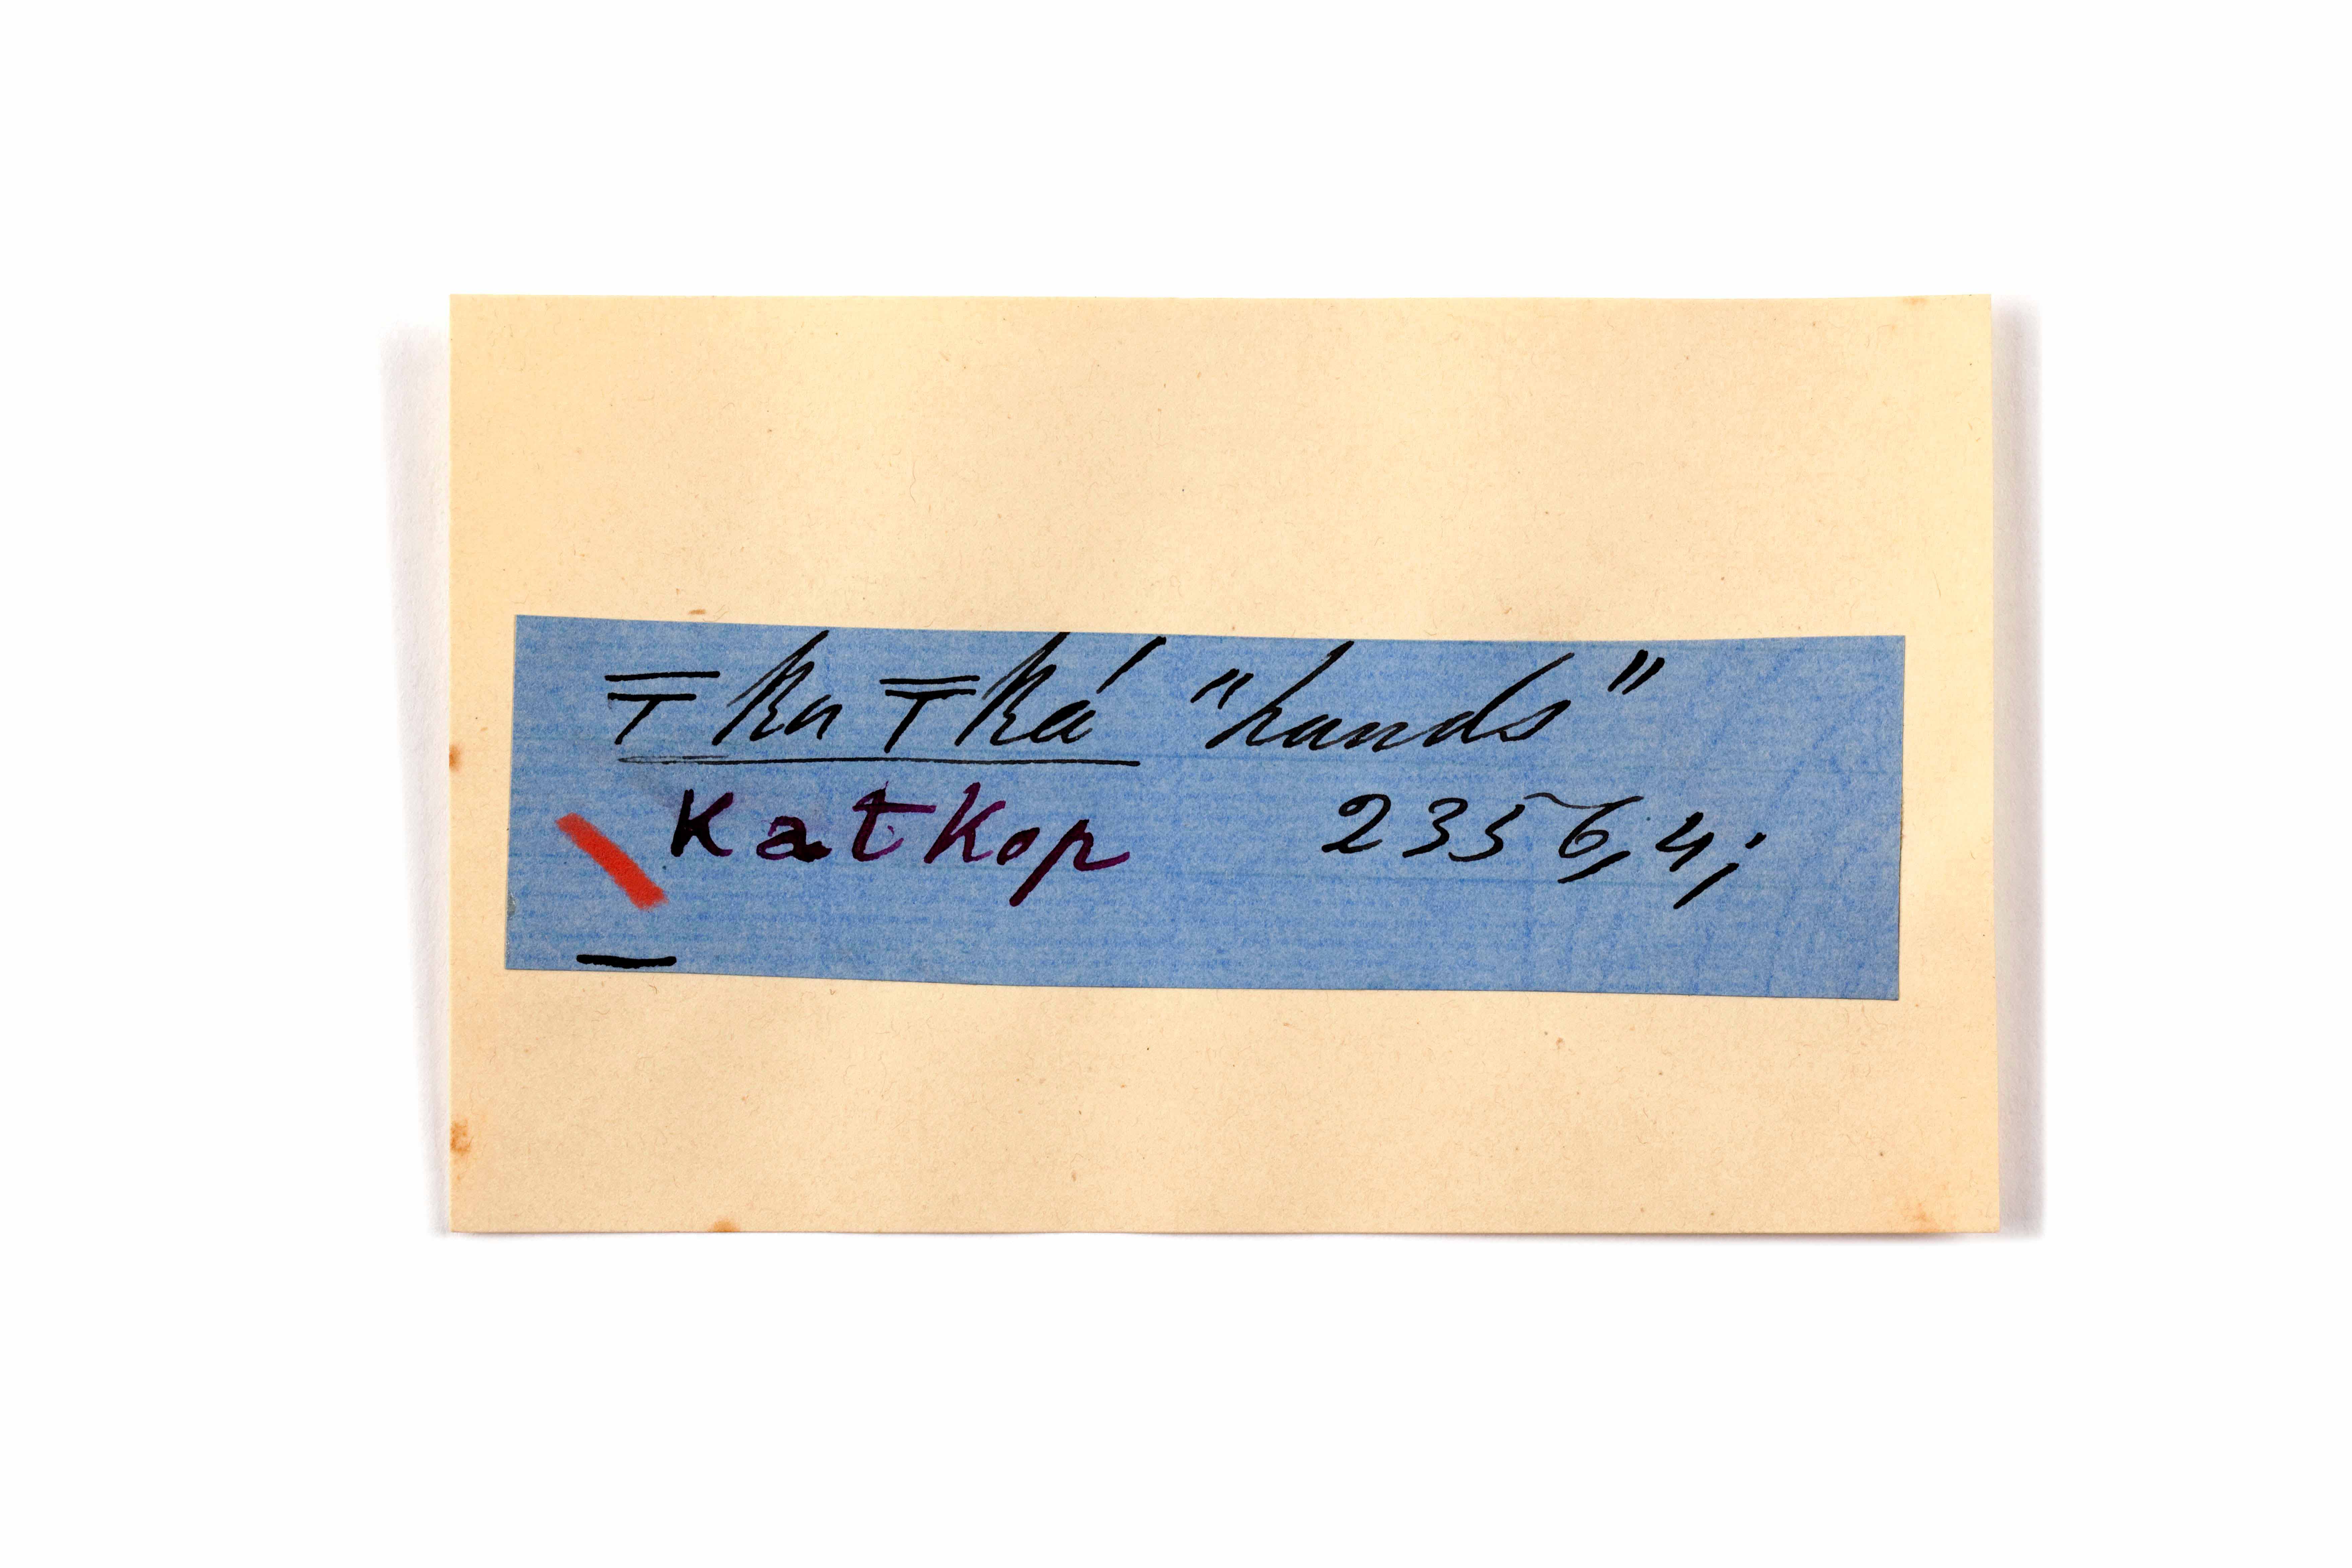 T̅ka T̅ká "hands"
Katkop 2356,4;